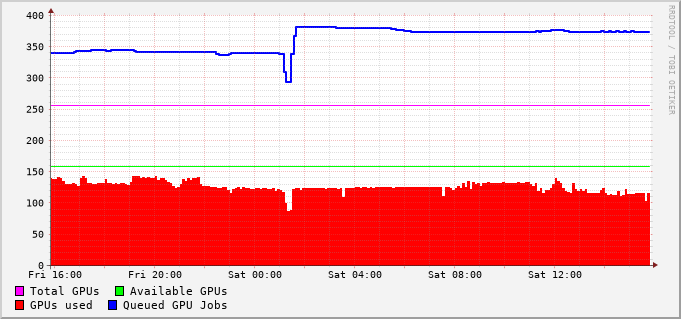 400
350
300
250
200
150
100
50
0
Fri 16:00 Fri 20:00 Sat 00:00 Sat 04:00 Sat 08:00 Sat 12:00
Total GPUs Available GPUs
GPUs used Queued GPU Jobs
RRDTOOL / TOBI OETIKER